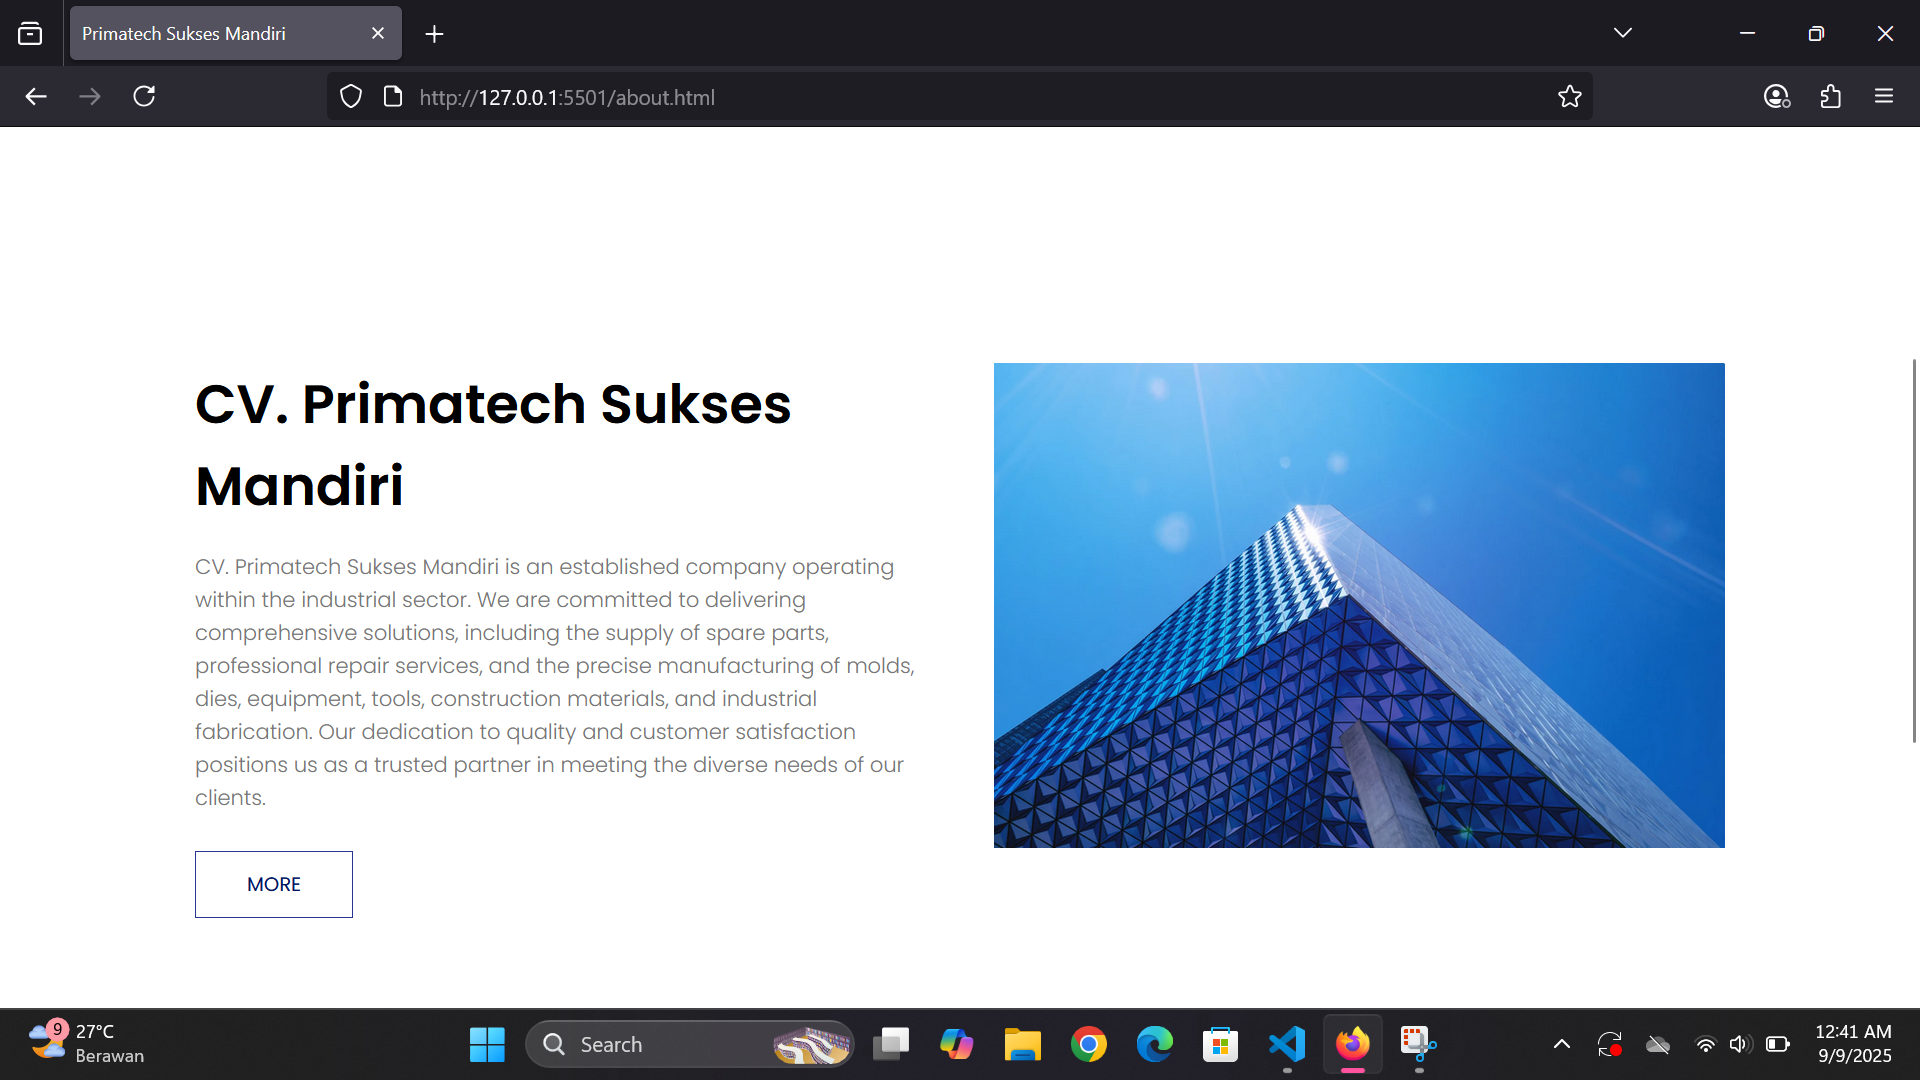 Primatech Sukses Mandiri
http://127.0.0.1:5501/about.html
CV. Primatech Sukses
Mandiri
CV. Primatech Sukses Mandiri is an established company operating
within the industrial sector. We are committed to delivering
comprehensive solutions, including the supply of spare parts,
professional repair services, and the precise manufacturing of molds,
dies, equipment, tools, construction materials, and industrial
fabrication. Our dedication to quality and customer satisfaction
positions us as a trusted partner in meeting the diverse needs of our
clients.
MORE
9
27°C
Berawan
Search
12:41 AM
9/9/2025